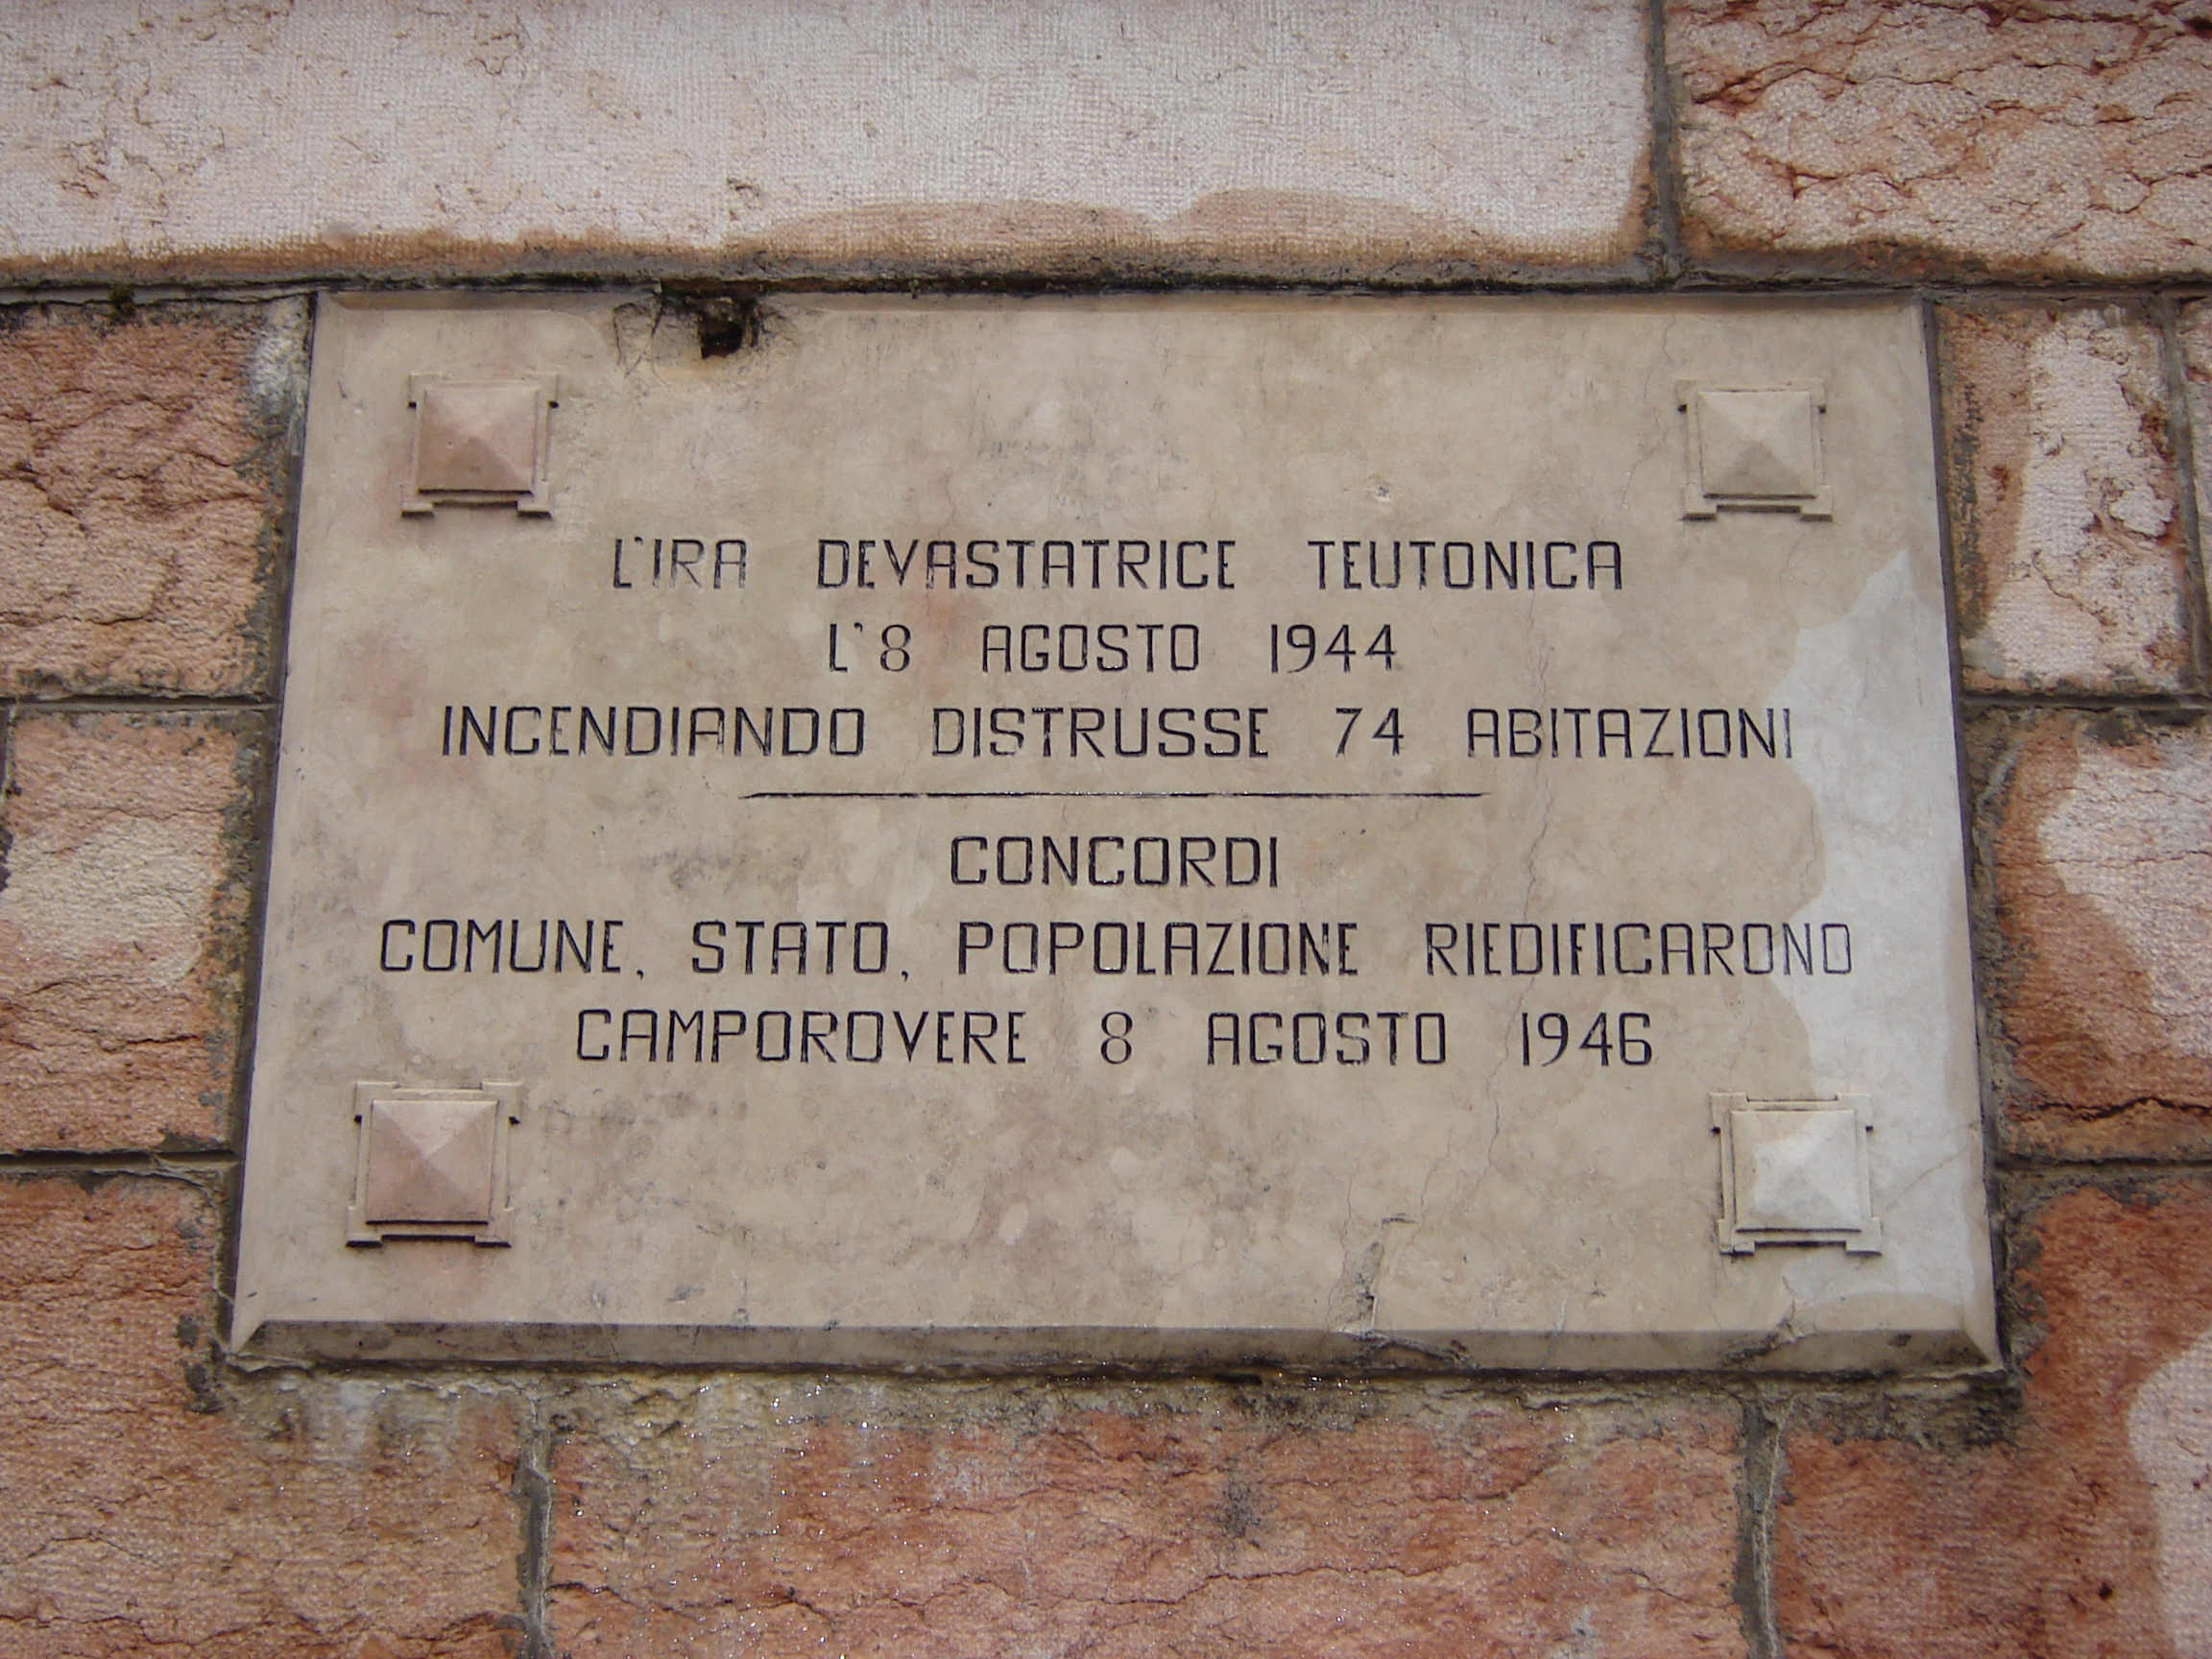 L'IRA DEVASTATRICE TEUTONICA
L'8 AGOSTO 1944
INCENDIANDO DISTRUSSE 74 ABITAZIONI
CONCORDI
COMUNE, STATO, POPOLAZIONE RIEDIFICARONO
CAMPOROVERE 8 AGOSTO 1946